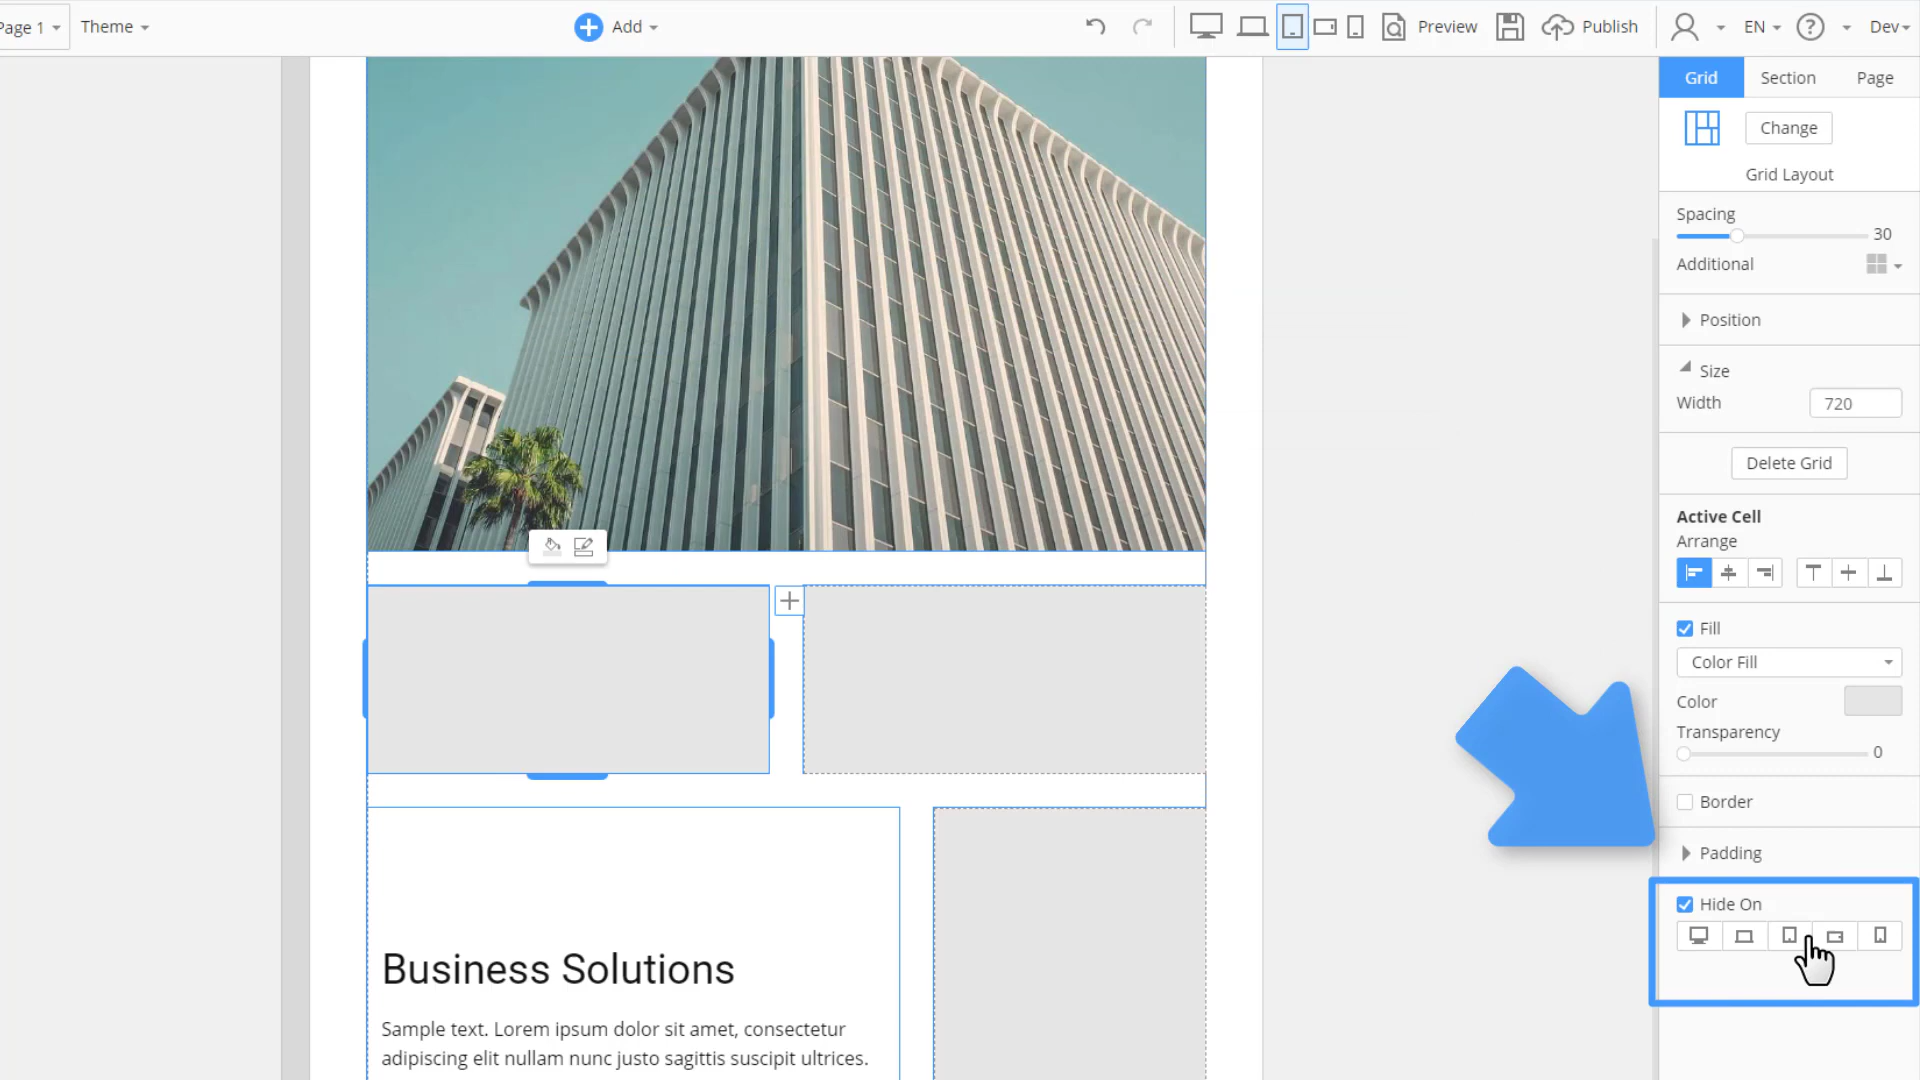 Page 1
Theme
Add
Preview
Publish
EN
Dev
Grid
Section
Page
Change
Grid Layout
Spacing
30
Additional
Position
Size
Width
720
Delete Grid
Active Cell
Arrange
Fill
Color Fill
Color
Transparency
0
Border
Padding
Hide On
Business Solutions
Sample text. Lorem ipsum dolor sit amet, consectetur
adipiscing elit nullam nunc justo sagittis suscipit ultrices.